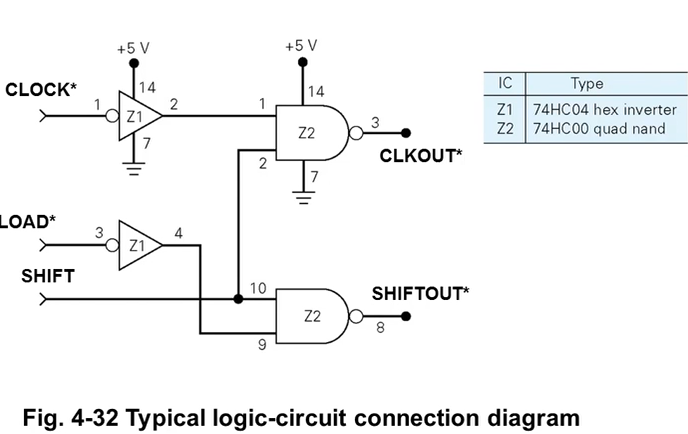 +5 V
+5 V
CLOCK*
14
14
1
Z1
2
1
Z2
3
7
2
CLKOUT*
7
IC Type
Z1 74HC04 hex inverter
Z2 74HC00 quad nand
LOAD*
3
Z1
4
SHIFT
10
SHIFTOUT*
Z2
8
9
Fig. 4-32 Typical logic-circuit connection diagram